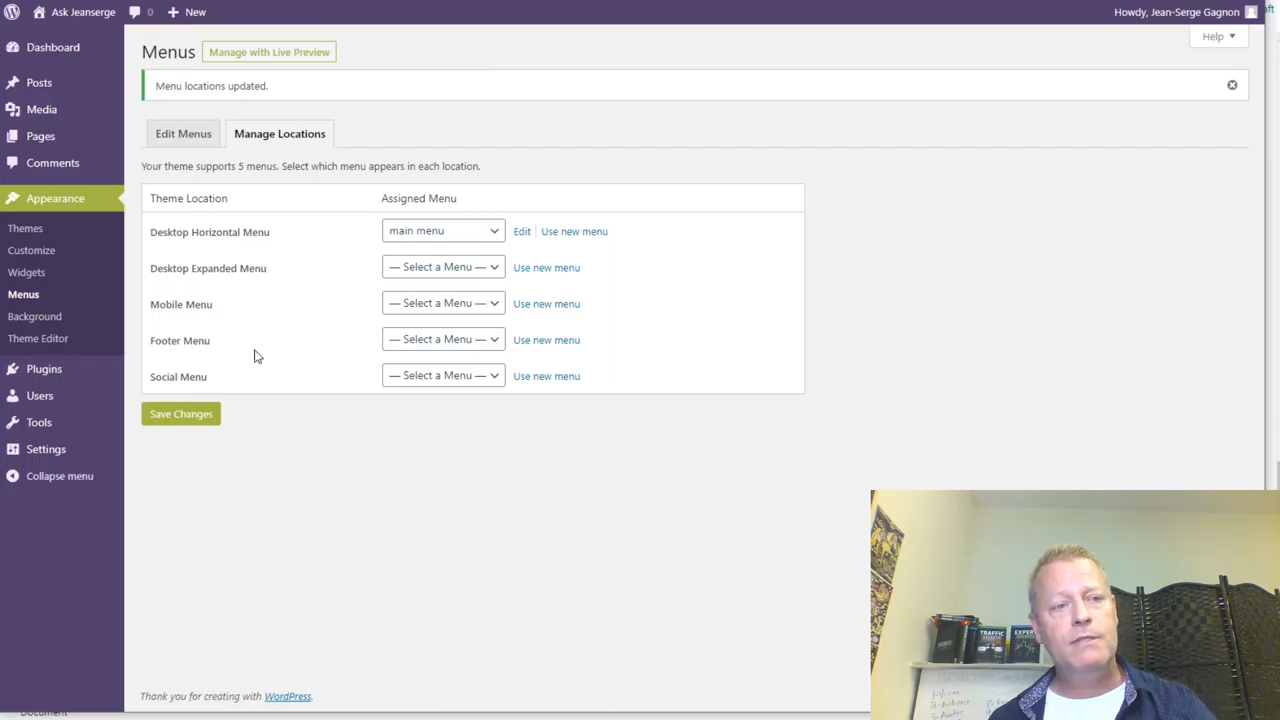 Ask Jeanserge 0 New Howdy, Jean-Serge Gagnon
Help
Dashboard
Posts
Media
Pages
Comments
Appearance
Themes
Customize
Widgets
Menus
Background
Theme Editor
Plugins
Users
Tools
Settings
Collapse menu
Menus Manage with Live Preview
Menu locations updated.
Edit Menus Manage Locations
Your theme supports 5 menus. Select which menu appears in each location.
Theme Location Assigned Menu
Desktop Horizontal Menu main menu Edit Use new menu
Desktop Expanded Menu — Select a Menu — Use new menu
Mobile Menu — Select a Menu — Use new menu
Footer Menu — Select a Menu — Use new menu
Social Menu — Select a Menu — Use new menu
Save Changes
Thank you for creating with WordPress.
Document
TRAFFIC
SECRETS
EXPERT
SECRETS